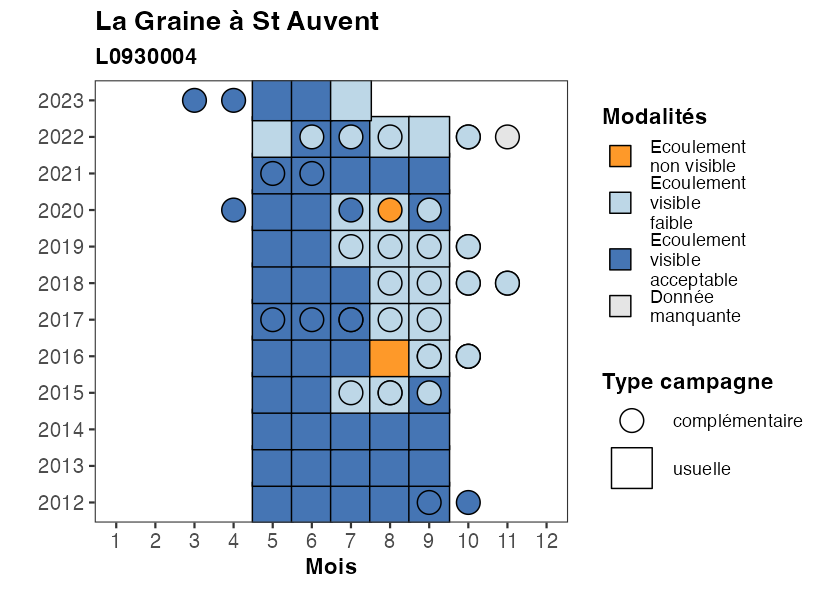 La Graine à St Auvent
L0930004
2023
2022
2021
2020
2019
2018
2017
2016
2015
2014
2013
2012
1 2 3 4 5 6 7 8 9 10 11 12
Mois
Modalités
Ecoulement
non visible
Ecoulement
visible
faible
Ecoulement
visible
acceptable
Donnée
manquante
Type campagne
complémentaire
usuelle